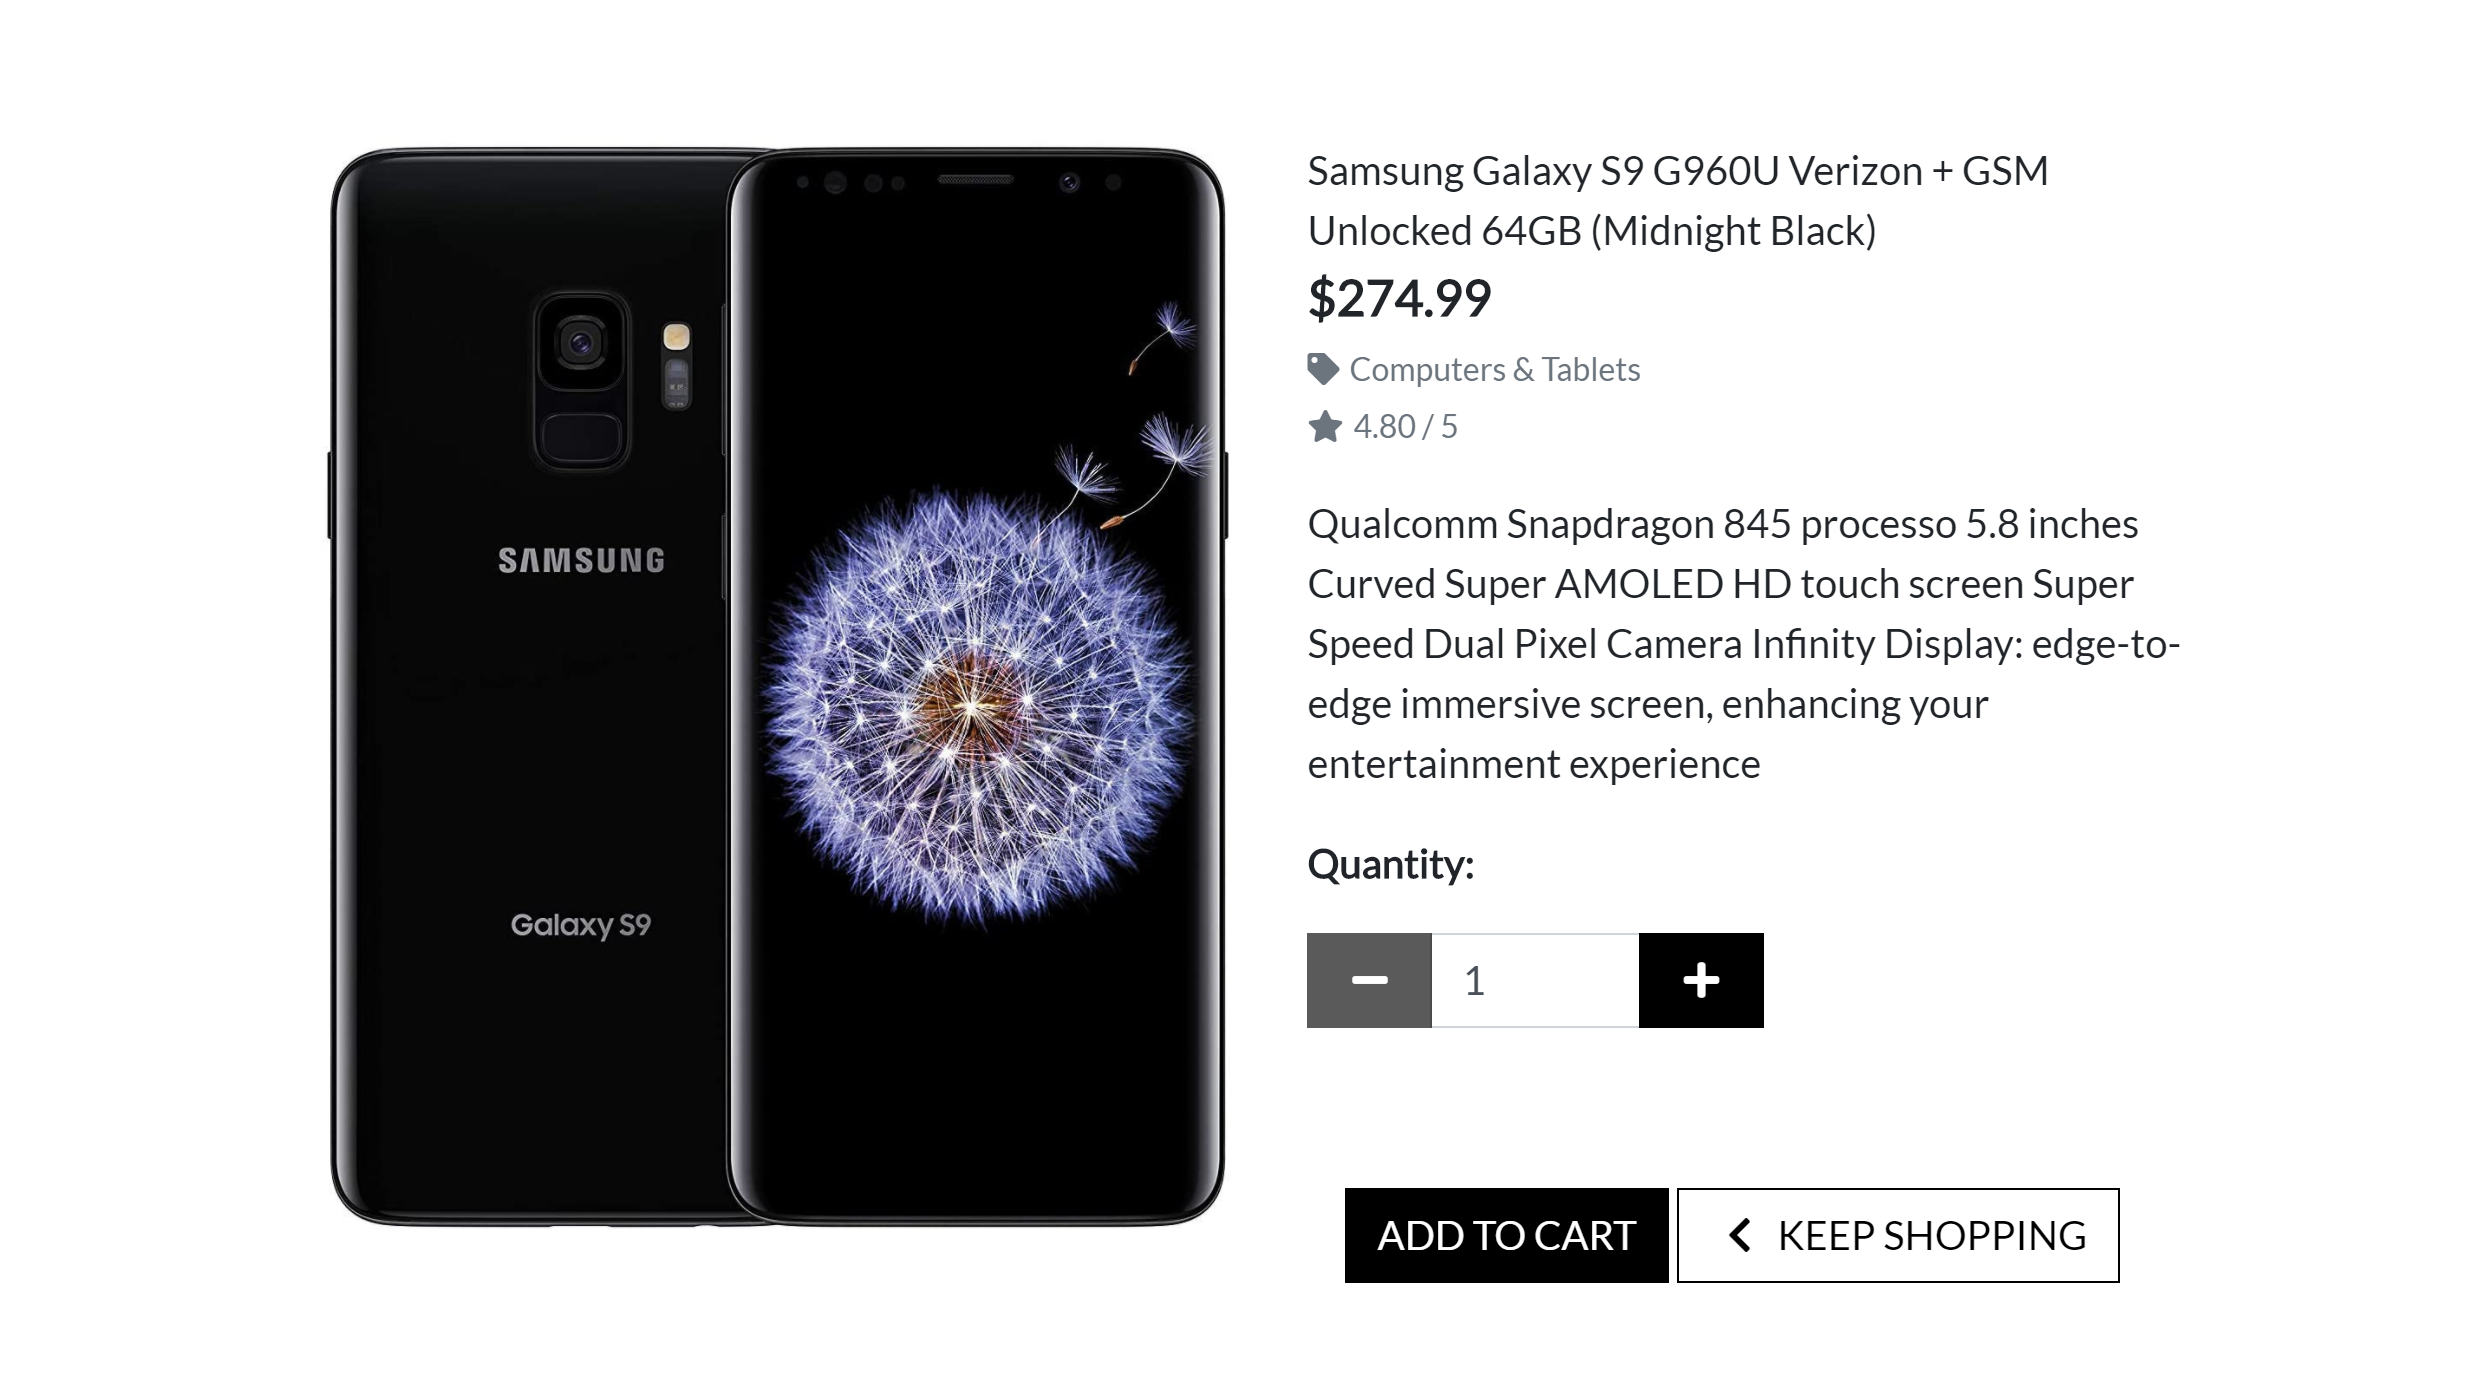 SAMSUNG
Galaxy S9
Samsung Galaxy S9 G960U Verizon + GSM
Unlocked 64GB (Midnight Black)
$274.99
Computers & Tablets
4.80 / 5
Qualcomm Snapdragon 845 processo 5.8 inches
Curved Super AMOLED HD touch screen Super
Speed Dual Pixel Camera Infinity Display: edge-to-
edge immersive screen, enhancing your
entertainment experience
Quantity:
1
ADD TO CART
KEEP SHOPPING